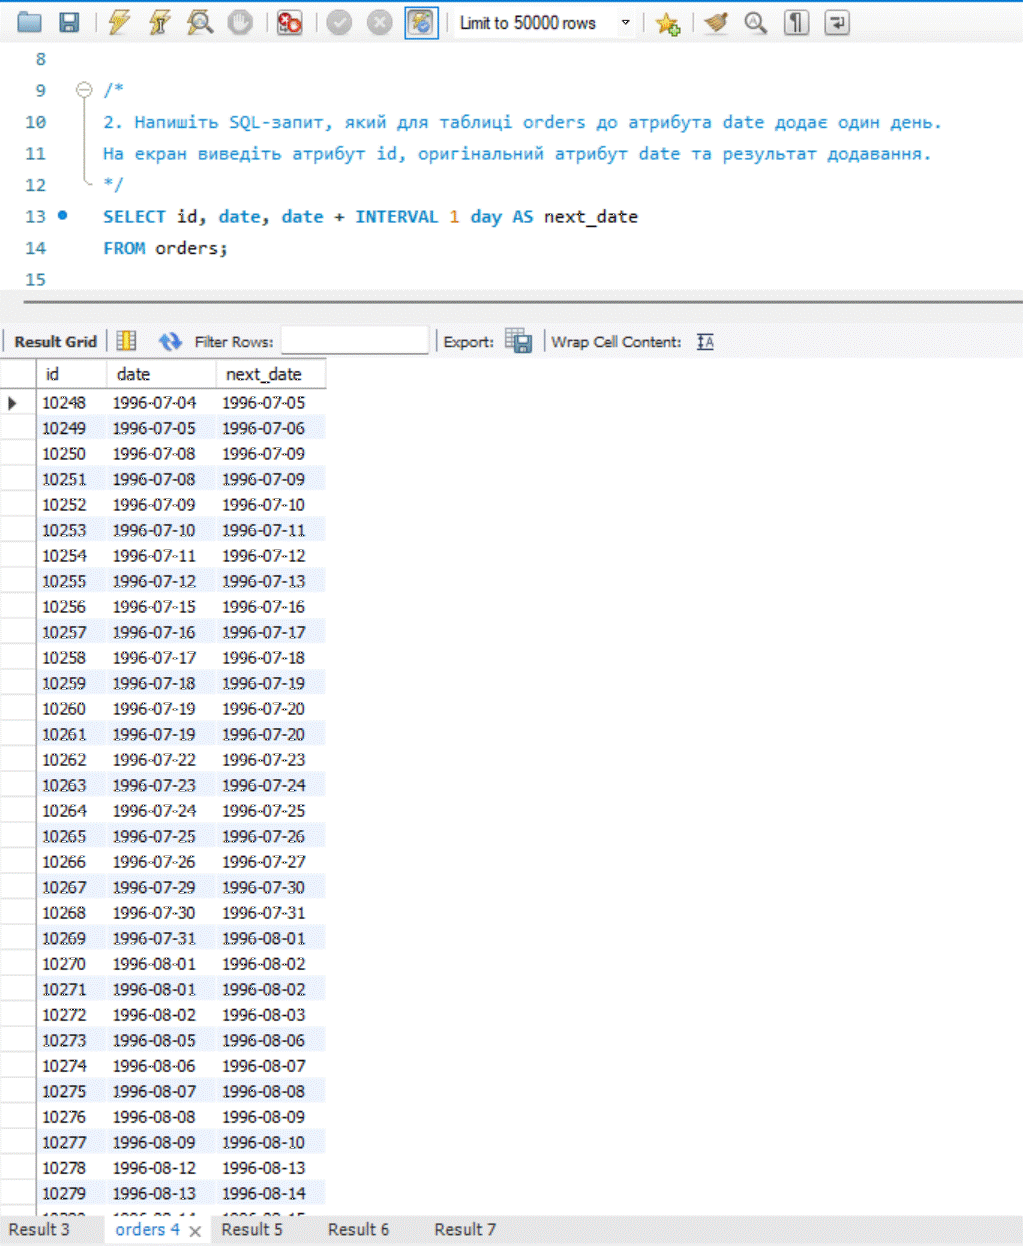 Limit to 50000 rows
8
9 /*
10 2. Напишіть SQL-запит, який для таблиці orders до атрибута date додає один день.
11 На екран виведіть атрибут id, оригінальний атрибут date та результат додавання.
12 */
13 SELECT id, date, date + INTERVAL 1 day AS next_date
14 FROM orders;
15
Result Grid Filter Rows: Export: Wrap Cell Content:
id date next_date
10248 1996-07-04 1996-07-05
10249 1996-07-05 1996-07-06
10250 1996-07-08 1996-07-09
10251 1996-07-08 1996-07-09
10252 1996-07-09 1996-07-10
10253 1996-07-10 1996-07-11
10254 1996-07-11 1996-07-12
10255 1996-07-12 1996-07-13
10256 1996-07-15 1996-07-16
10257 1996-07-16 1996-07-17
10258 1996-07-17 1996-07-18
10259 1996-07-18 1996-07-19
10260 1996-07-19 1996-07-20
10261 1996-07-19 1996-07-20
10262 1996-07-22 1996-07-23
10263 1996-07-23 1996-07-24
10264 1996-07-24 1996-07-25
10265 1996-07-25 1996-07-26
10266 1996-07-26 1996-07-27
10267 1996-07-29 1996-07-30
10268 1996-07-30 1996-07-31
10269 1996-07-31 1996-08-01
10270 1996-08-01 1996-08-02
10271 1996-08-01 1996-08-02
10272 1996-08-02 1996-08-03
10273 1996-08-05 1996-08-06
10274 1996-08-06 1996-08-07
10275 1996-08-07 1996-08-08
10276 1996-08-08 1996-08-09
10277 1996-08-09 1996-08-10
10278 1996-08-12 1996-08-13
10279 1996-08-13 1996-08-14
Result 3 orders 4 Result 5 Result 6 Result 7